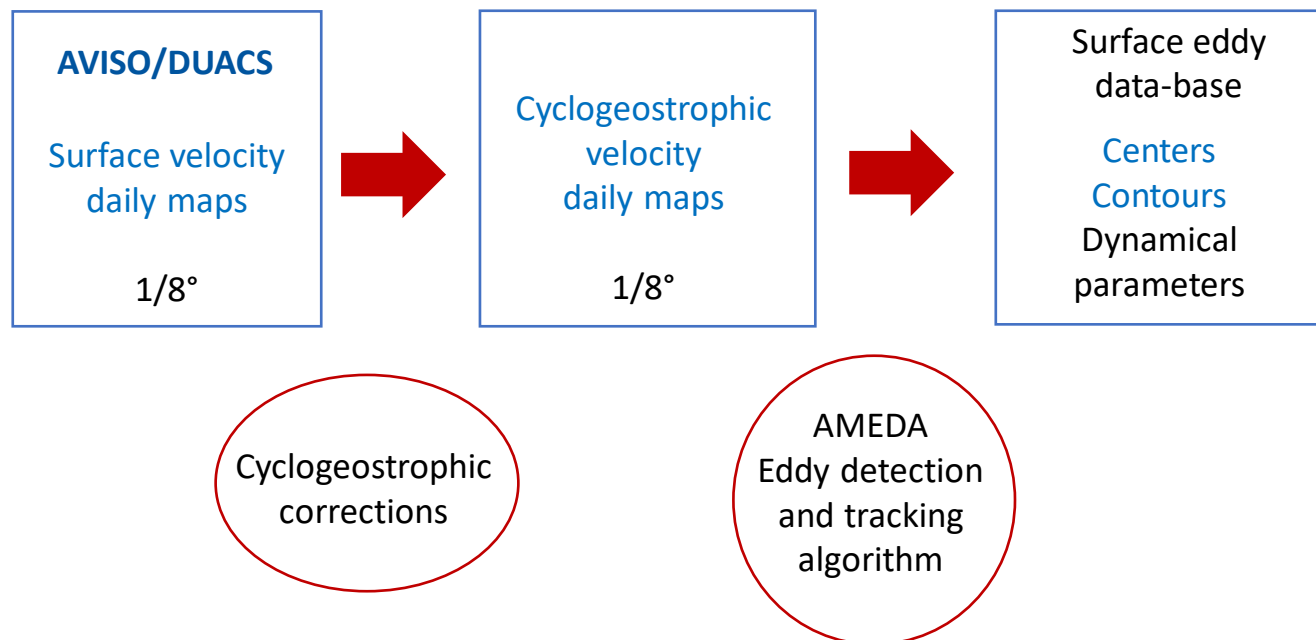 AVISO/DUACS
Surface velocity
daily maps
1/8°
Cyclogeostrophic
velocity
daily maps
1/8°
Surface eddy
data-base
Centers
Contours
Dynamical
parameters
Cyclogeostrophic
corrections
AMEDA
Eddy detection
and tracking
algorithm